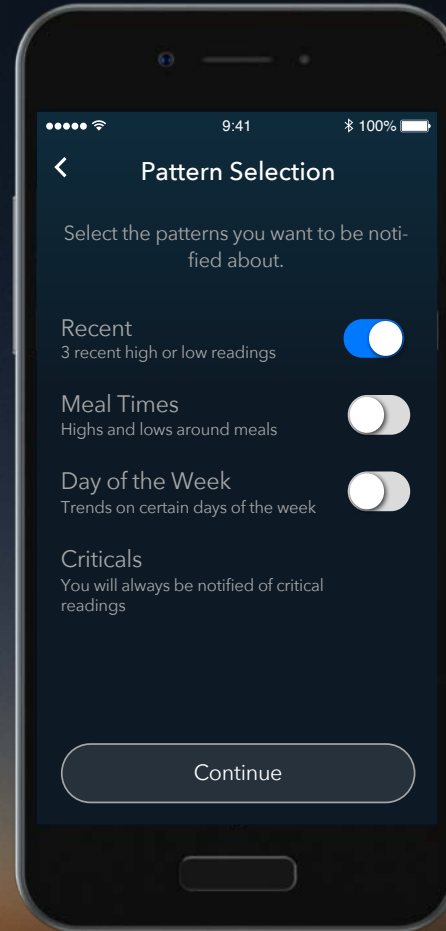 9:41
100%
Pattern Selection
Select the patterns you want to be noti-
fied about.
Recent
3 recent high or low readings
Meal Times
Highs and lows around meals
Day of the Week
Trends on certain days of the week
Criticals
You will always be notified of critical
readings
Continue